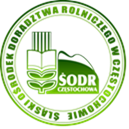 ŚLĄSKI OŚRODEK DORADZTWA ROLNICZEGO W CZĘSTOCHOWIE
ŚODR
CZĘSTOCHOWA